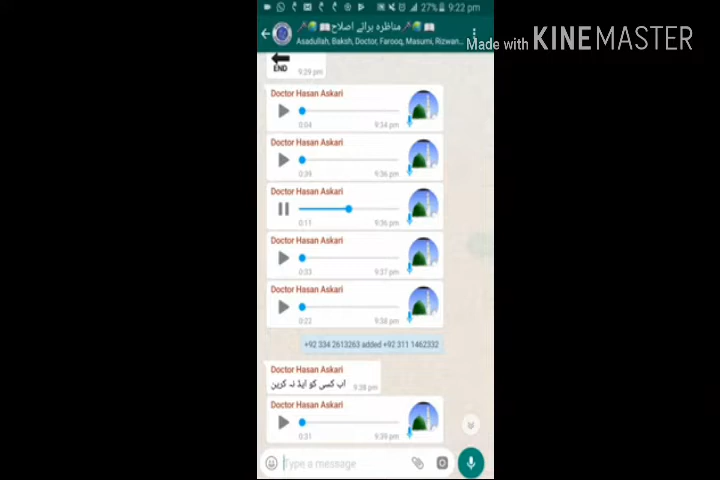 27% 9:22 pm
مناظرہ برائے اصلاح
Asadullah, Baksh, Doctor, Farooq, Masumi, Rizwan...
Made with KINEMASTER
END
9:29 pm
Doctor Hasan Askari
0:04 9:34 pm
Doctor Hasan Askari
0:39 9:36 pm
Doctor Hasan Askari
0:11 9:36 pm
Doctor Hasan Askari
0:33 9:37 pm
Doctor Hasan Askari
0:22 9:38 pm
+92 334 2613263 added +92 311 1462332
Doctor Hasan Askari
اب کسی کو ایڈ نہ کریں 9:38 pm
Doctor Hasan Askari
0:31 9:39 pm
Type a message